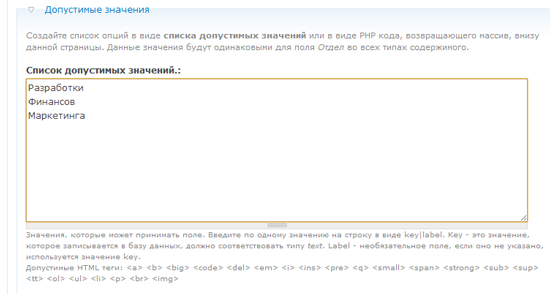 Допустимые значения
Создайте список опций в виде списка допустимых значений или в виде PHP кода, возвращающего массив, внизу
данной страницы. Данные значения будут одинаковыми для поля Отдел во всех типах содержимого.
Список допустимых значений.:
Разработки
Финансов
Маркетинга
Значения, которые может принимать поле. Введите по одному значению на строку в виде key|label. Key - это значение,
которое записывается в базу данных, должно соответствовать типу text. Label - необязательное поле, если оно не указано,
используется значение key.
Допустимые HTML теги: <a> <b> <big> <code> <del> <em> <i> <ins> <pre> <q> <small> <span> <strong> <sub> <sup>
<tt> <ol> <ul> <li> <p> <br> <img>